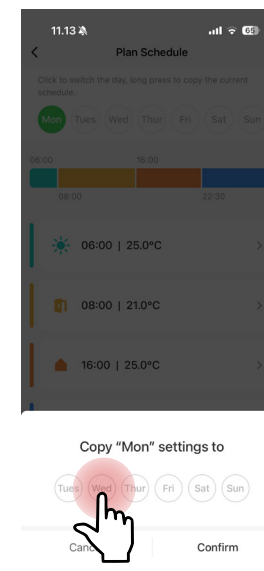 11.13 65
Plan Schedule
Click to switch the day, long press to copy the current
schedule.
Mon Tues Wed Thur Fri Sat Sun
06:00 16:00
08:00 22:30
06:00 | 25.0°C
08:00 | 21.0°C
16:00 | 25.0°C
Copy “Mon” settings to
Tues Wed Thur Fri Sat Sun
Confirm